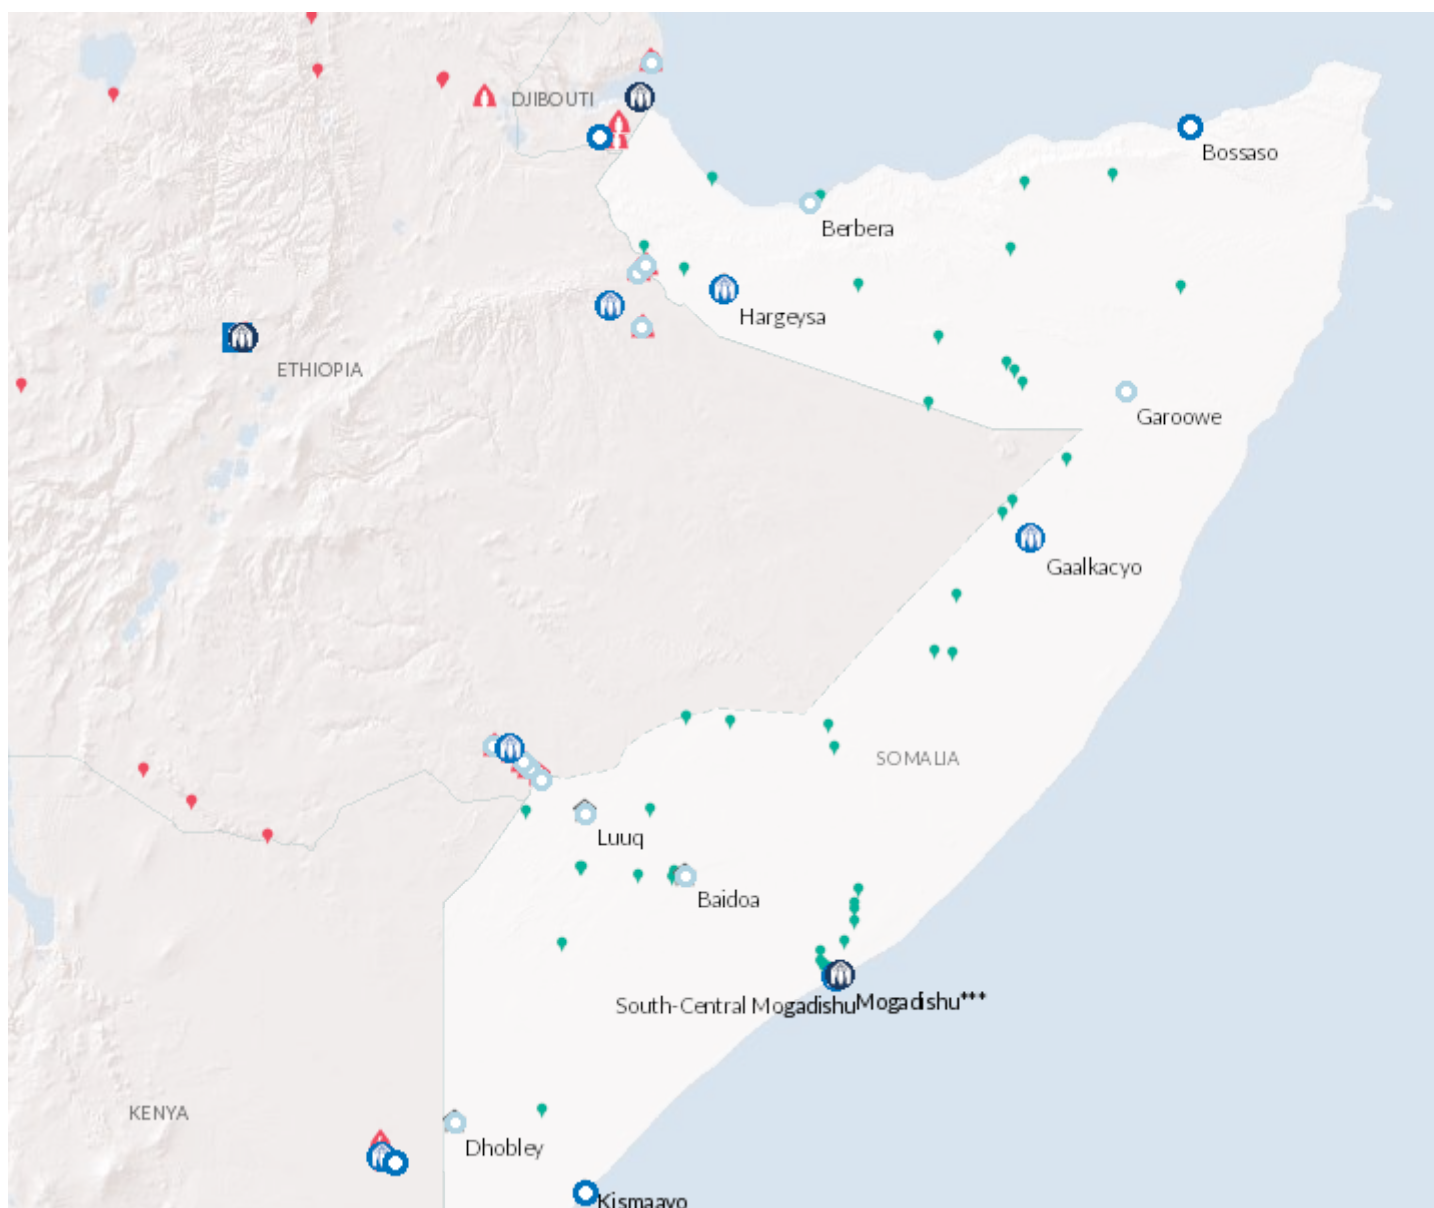 DJIBOUTI
Bossaso
Berbera
Hargeysa
ETHIOPIA
Garoowe
Gaalkacyo
SOMALIA
Luuq
Baidoa
South-Central Mogadishu
Mogadishu***
KENYA
Dhobley
Kismaayo